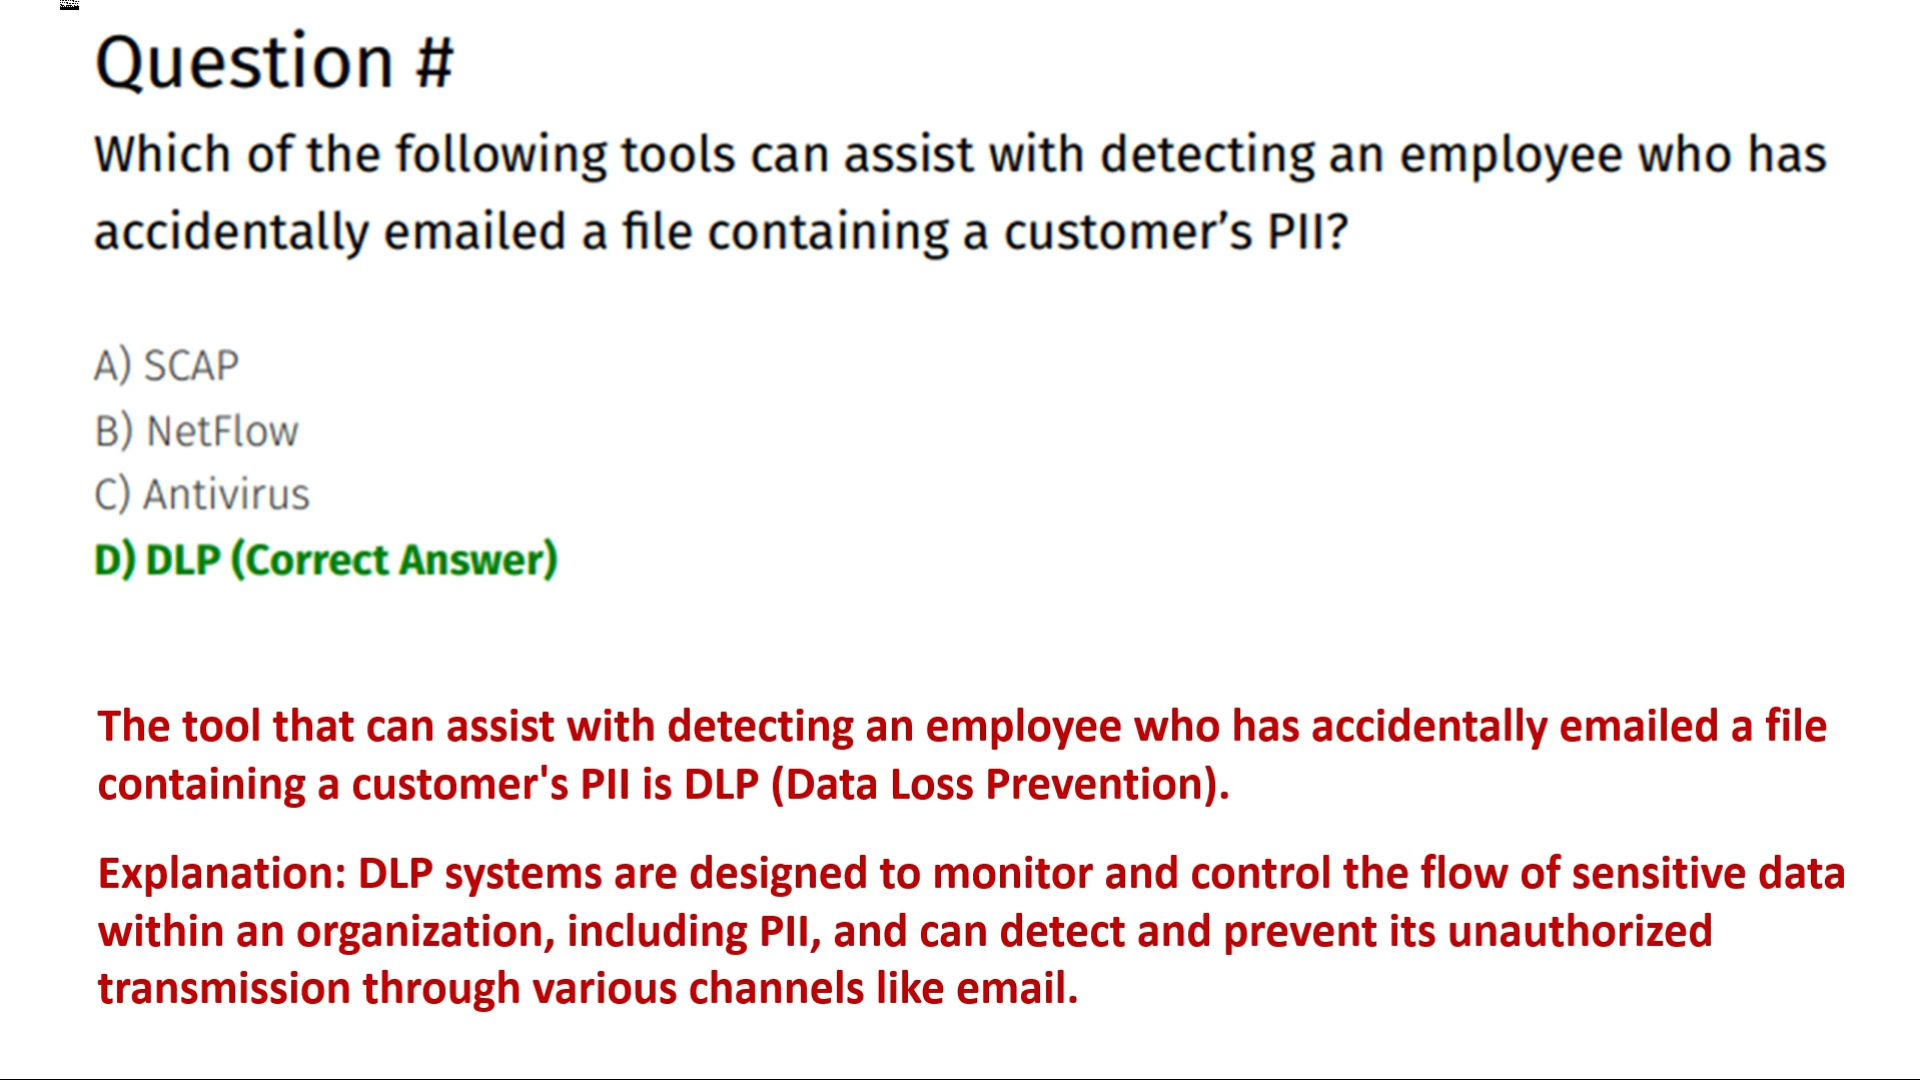 Question #
Which of the following tools can assist with detecting an employee who has
accidentally emailed a file containing a customer’s PII?
A) SCAP
B) NetFlow
C) Antivirus
D) DLP (Correct Answer)
The tool that can assist with detecting an employee who has accidentally emailed a file
containing a customer's PII is DLP (Data Loss Prevention).
Explanation: DLP systems are designed to monitor and control the flow of sensitive data
within an organization, including PII, and can detect and prevent its unauthorized
transmission through various channels like email.